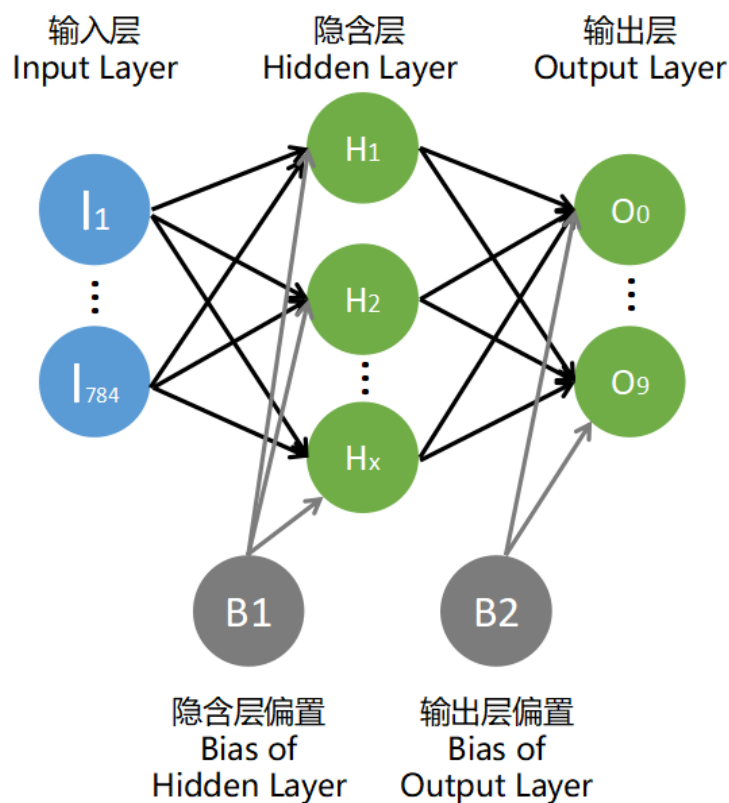 输入层
Input Layer
隐含层
Hidden Layer
输出层
Output Layer
I1
⋮
I784
H1
H2
⋮
Hx
O0
⋮
O9
B1
B2
隐含层偏置
Bias of
Hidden Layer
输出层偏置
Bias of
Output Layer